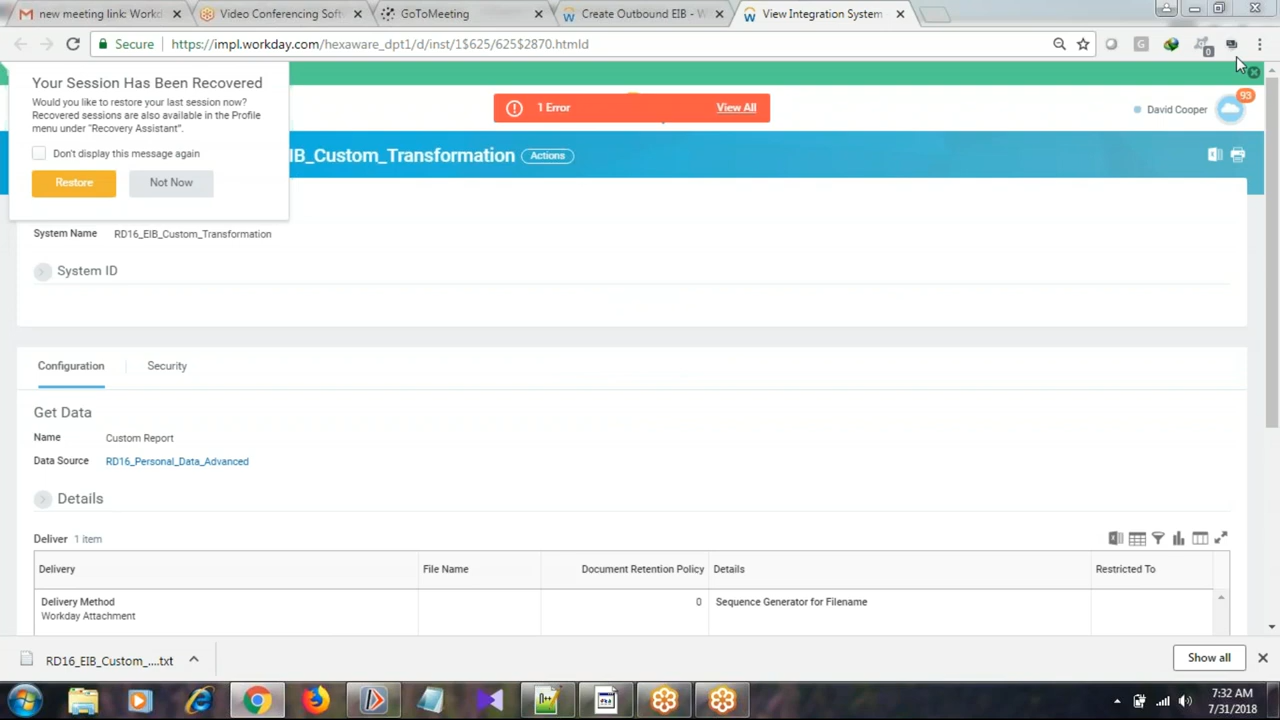 new meeting link: Workd
Video Conferencing Soft
GoToMeeting
Create Outbound EIB - W
View Integration System
Secure
https://impl.workday.com/hexaware_dpt1/d/inst/1$625/625$2870.htmld
G
0
Your Session Has Been Recovered
Would you like to restore your last session now?
Recovered sessions are also available in the Profile
menu under "Recovery Assistant".
Don't display this message again
Restore
Not Now
1 Error
View All
David Cooper
93
IB_Custom_Transformation
Actions
System Name
RD16_EIB_Custom_Transformation
System ID
Configuration
Security
Get Data
Name
Custom Report
Data Source
RD16_Personal_Data_Advanced
Details
Deliver 1 item
Delivery
File Name
Document Retention Policy
Details
Restricted To
Delivery Method
Workday Attachment
0
Sequence Generator for Filename
RD16_EIB_Custom_....txt
Show all
7:32 AM
7/31/2018